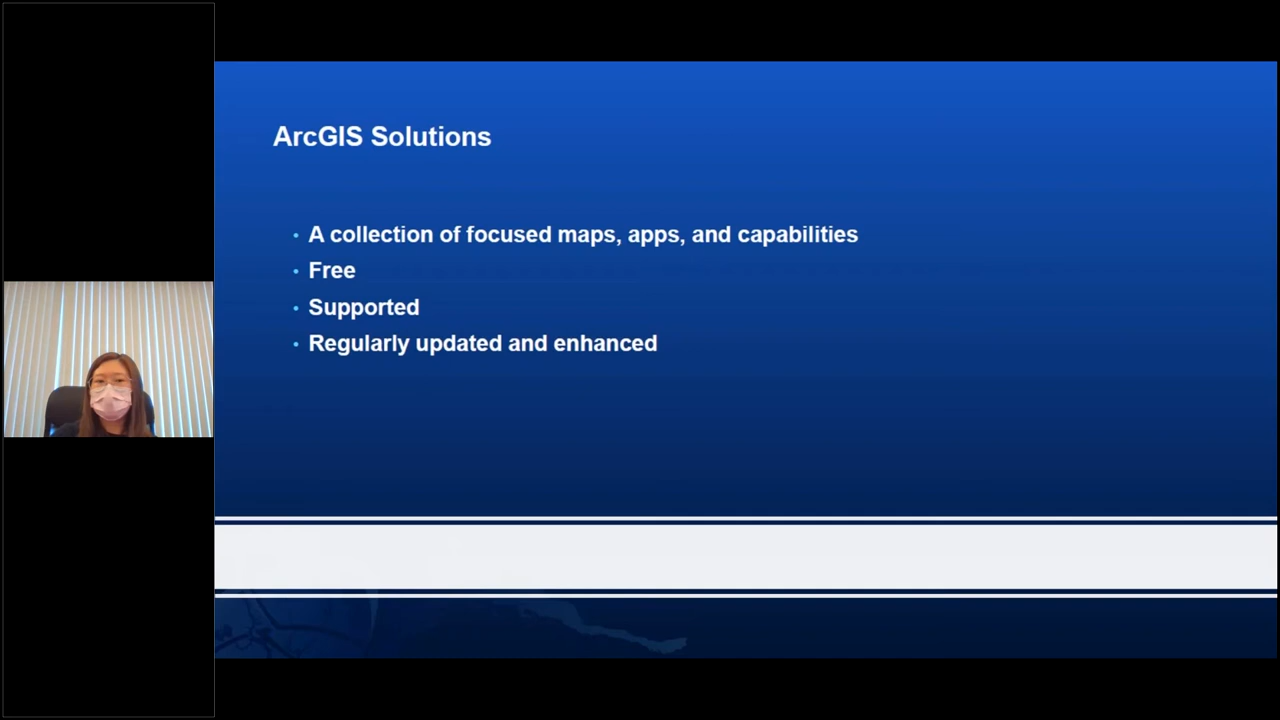 ArcGIS Solutions
• A collection of focused maps, apps, and capabilities
• Free
• Supported
• Regularly updated and enhanced